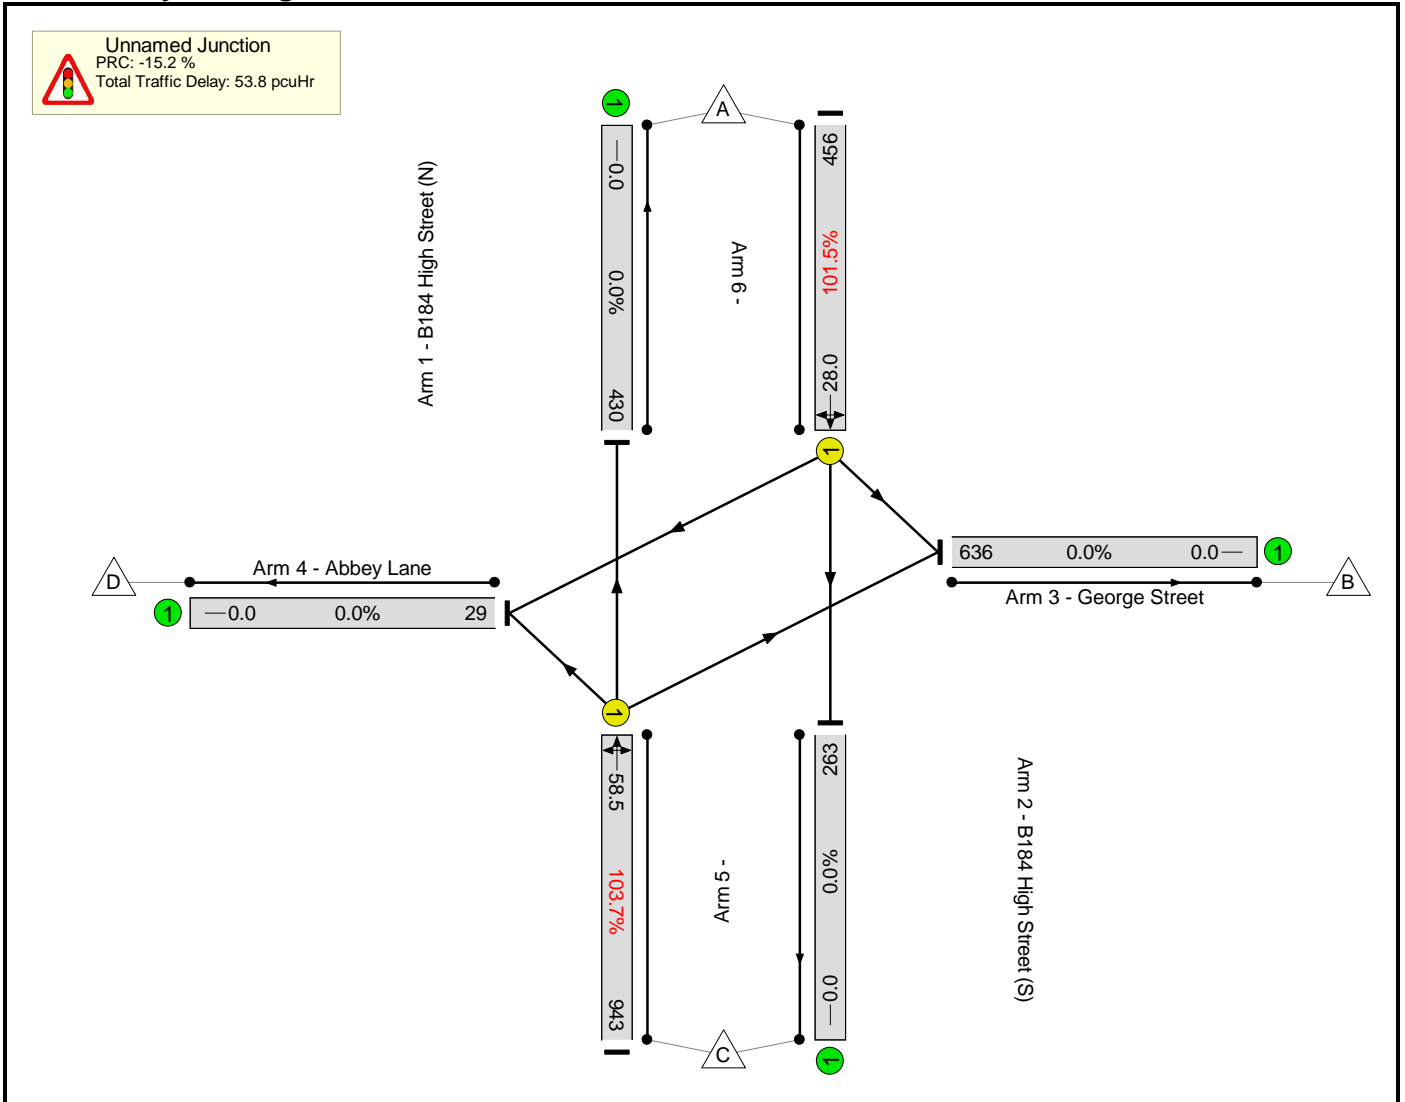 Unnamed Junction
PRC: -15.2 %
Total Traffic Delay: 53.8 pcuHr
1
A
0.0
0.0%
430
Arm 1 - B184 High Street (N)
Arm 6 -
456
101.5%
28.0
1
636
0.0%
0.0
1
Arm 3 - George Street
B
D
Arm 4 - Abbey Lane
1
0.0
0.0%
29
1
58.5
103.7%
943
Arm 5 -
263
0.0%
0.0
Arm 2 - B184 High Street (S)
C
1